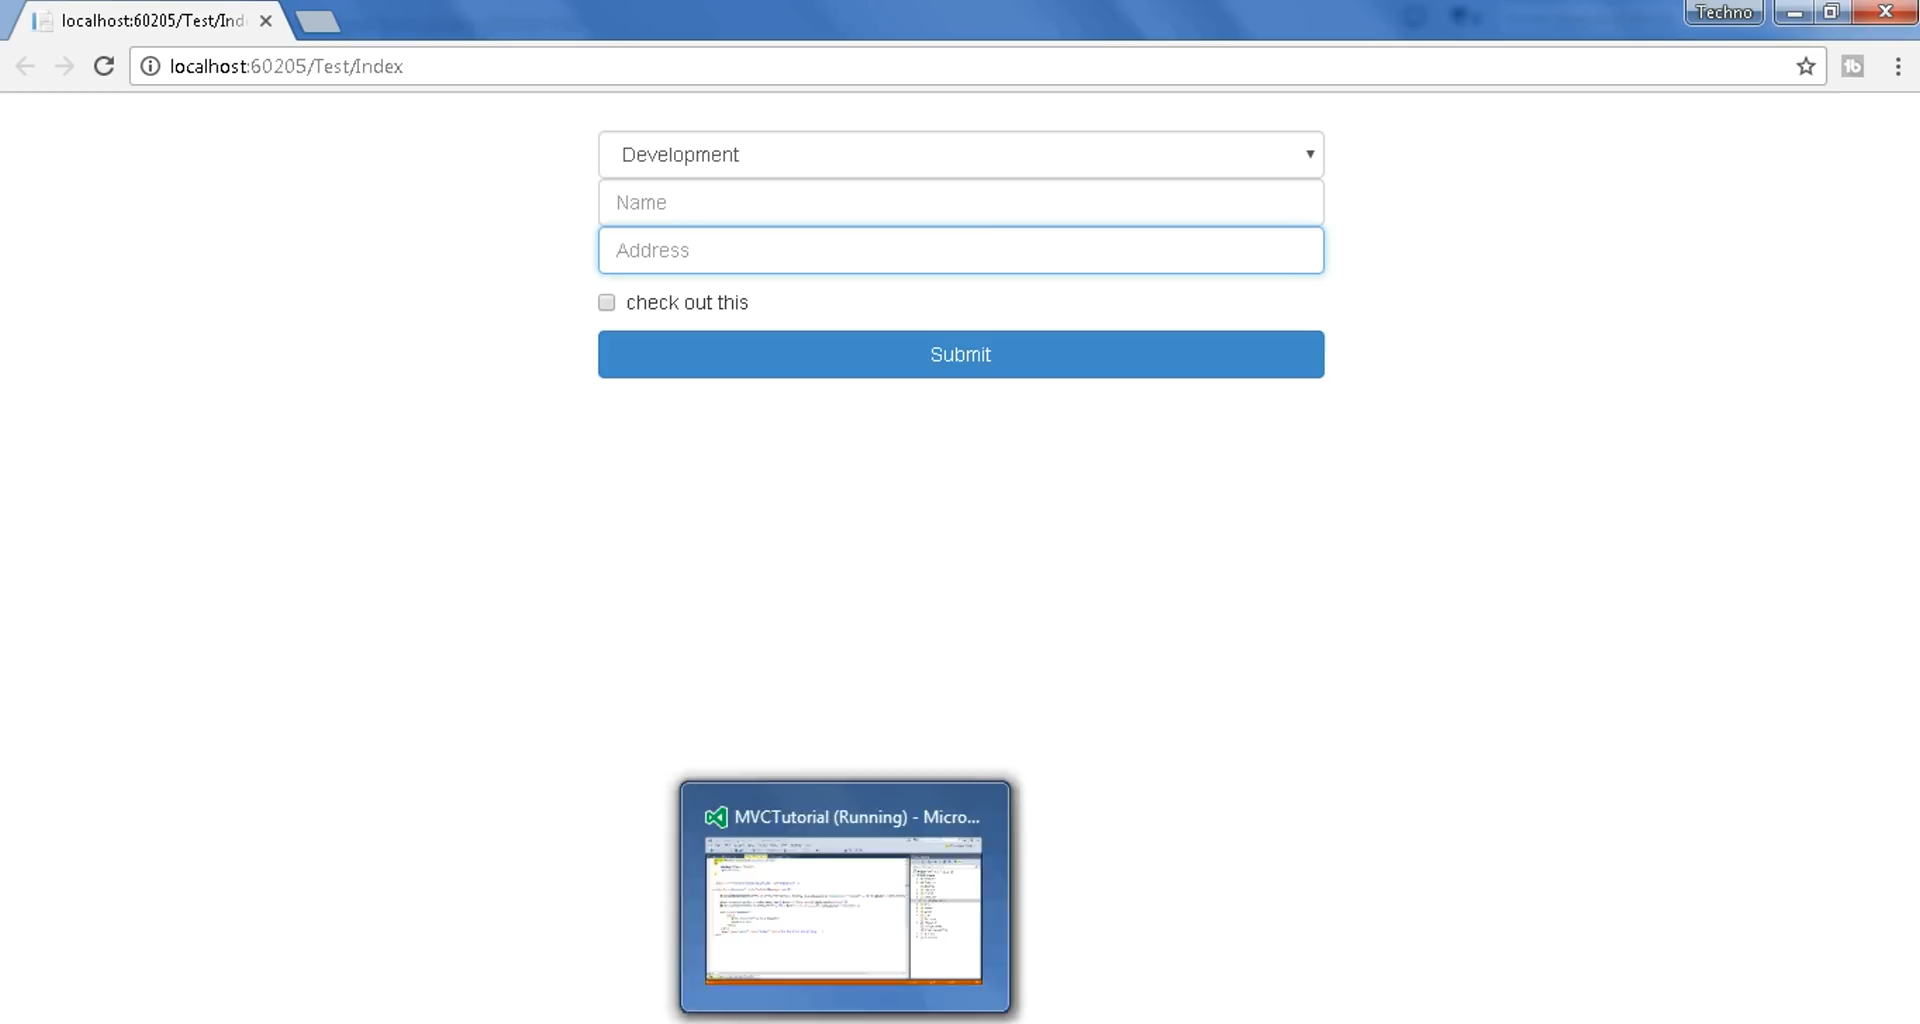 localhost:60205/Test/Ind
Techno
localhost:60205/Test/Index
Development
Name
Address
check out this
Submit
MVCTutorial (Running) - Micro...